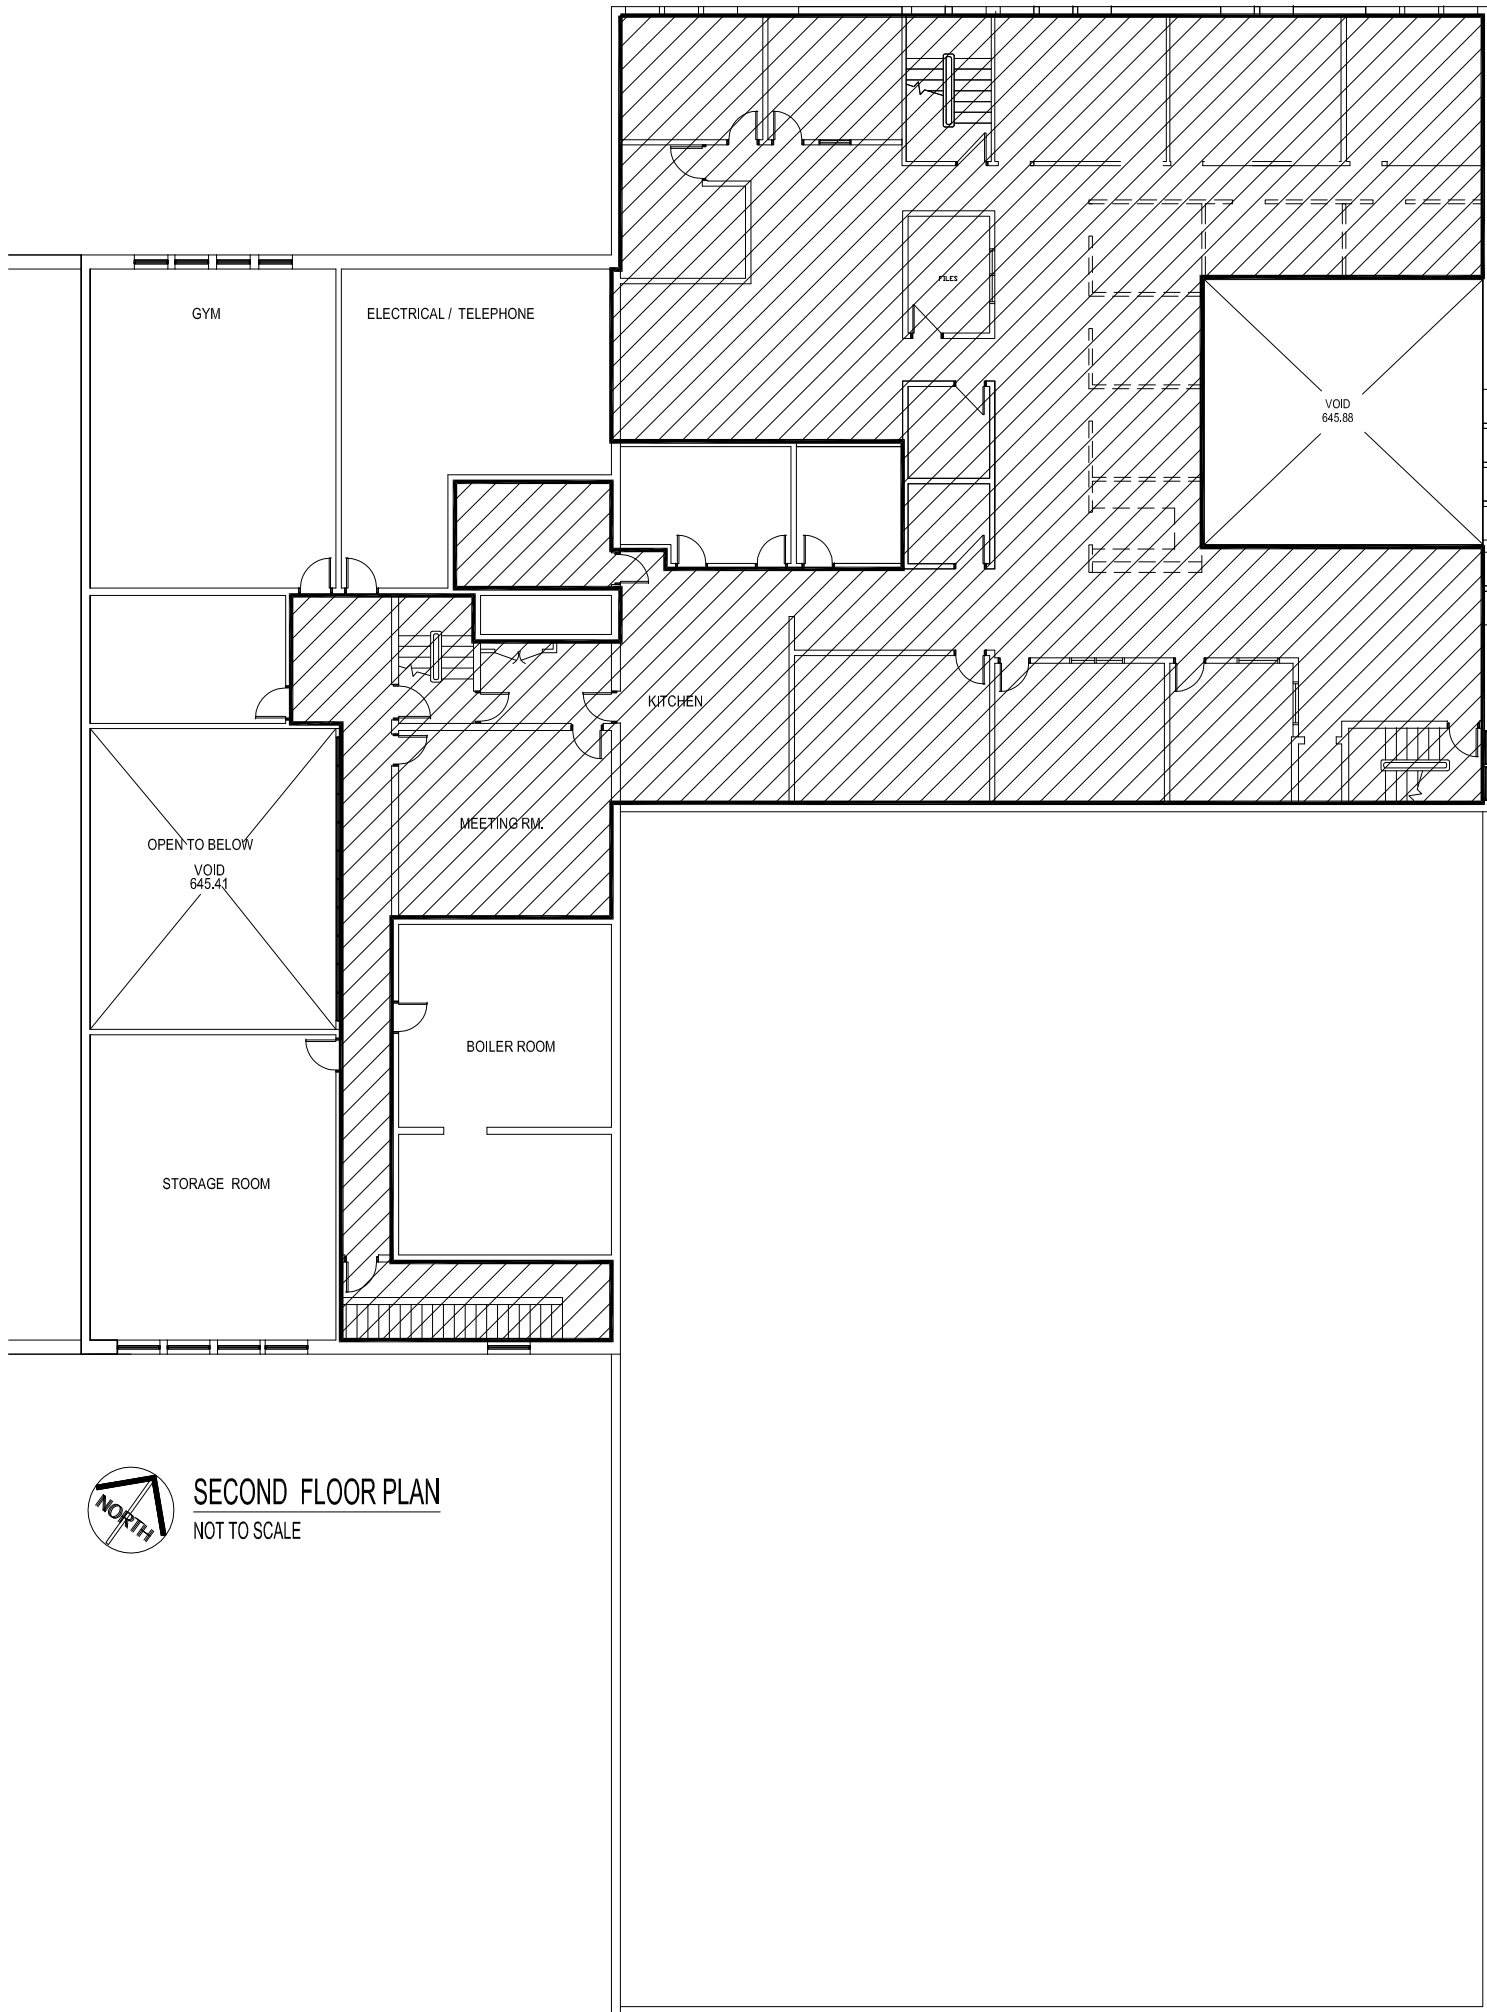 FILES
GYM
ELECTRICAL / TELEPHONE
VOID
645.88
KITCHEN
MEETING RM.
OPEN TO BELOW
VOID
645.41
BOILER ROOM
STORAGE ROOM
NORTH
SECOND FLOOR PLAN
NOT TO SCALE